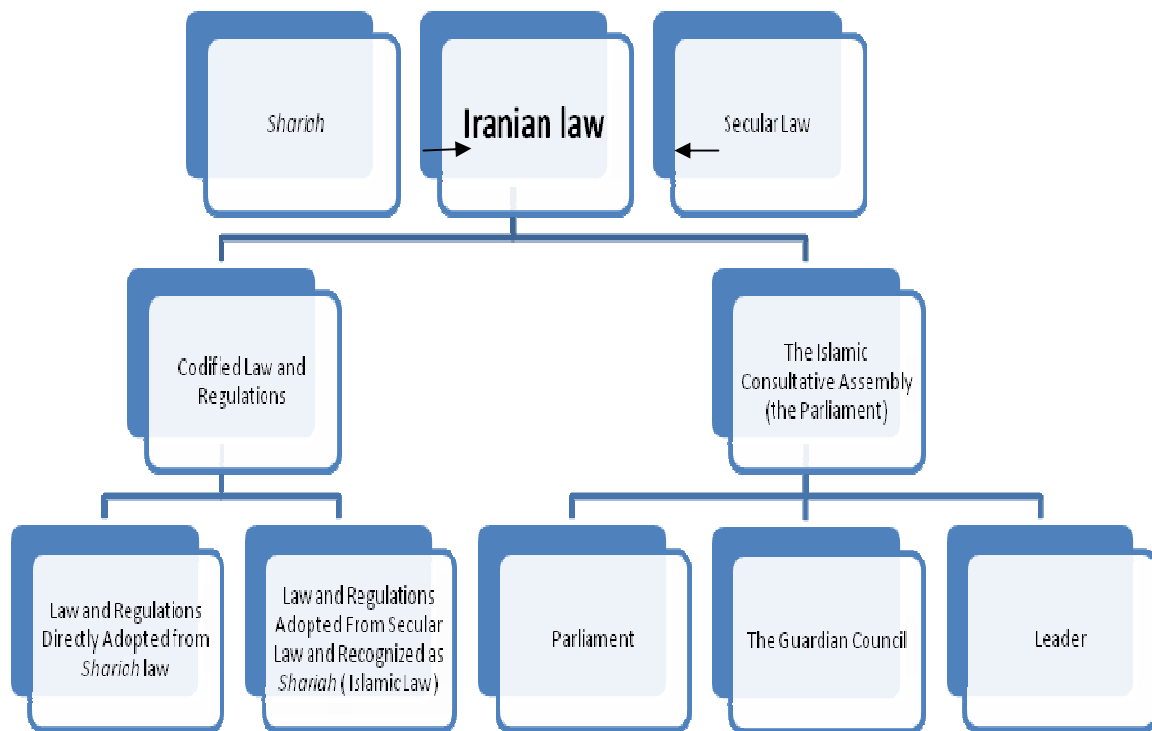 Shariah
Iranian law
Secular Law
Codified Law and
Regulations
The Islamic
Consultative Assembly
(the Parliament)
Law and Regulations
Directly Adopted from
Shariah law
Law and Regulations
Adopted From Secular
Law and Recognized as
Shariah ( Islamic Law)
Parliament
The Guardian Council
Leader